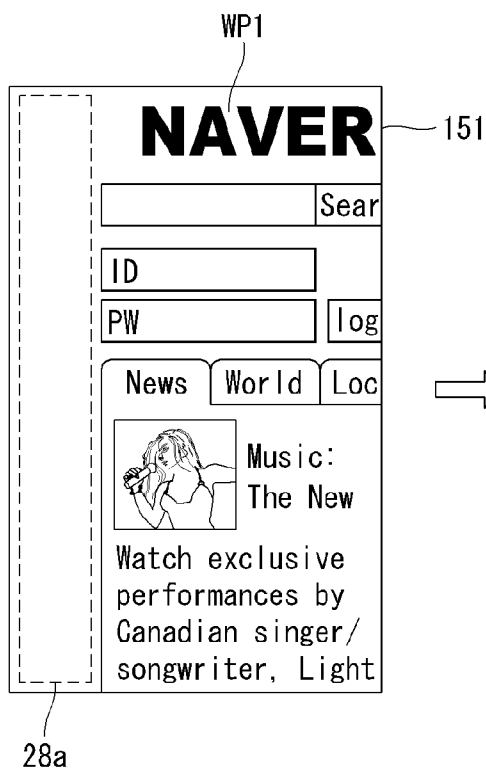 WP1
NAVER
151
Sear
ID
PW
log
News World Loc
Music:
The New
Watch exclusive
performances by
Canadian singer/
songwriter, Light
28a